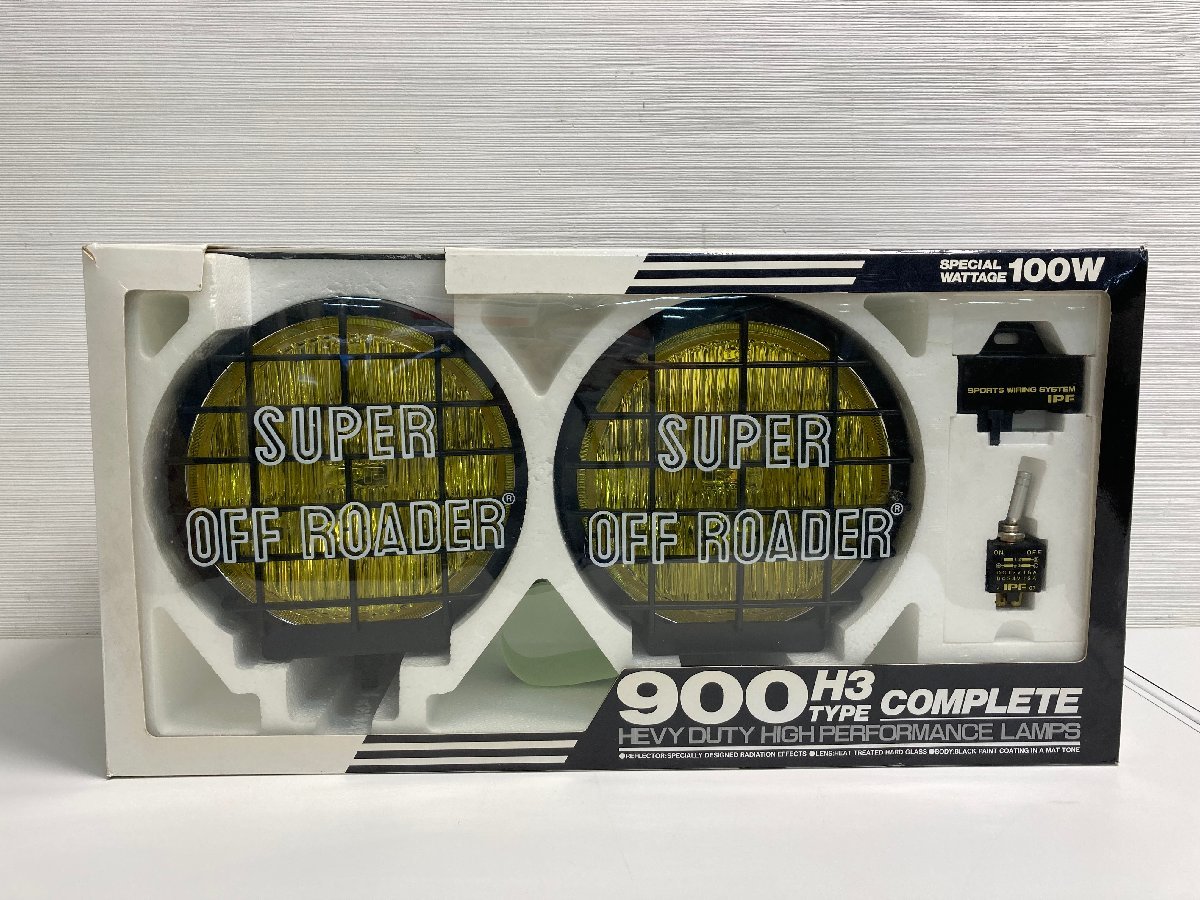 SPECIAL
WATTAGE 100W
SUPER
OFF ROADER®
SUPER
OFF ROADER®
SPORTS WIRING SYSTEM
IPF
ON OFF
IPF
900 H3
TYPE COMPLETE
HEVY DUTY HIGH PERFORMANCE LAMPS
●REFLECTOR:SPECIALLY DESIGNED RADIATION EFFECTS ●LENS:HEAT TREATED HARD GLASS ●BODY:BLACK PAINT COATING IN A MAT TONE